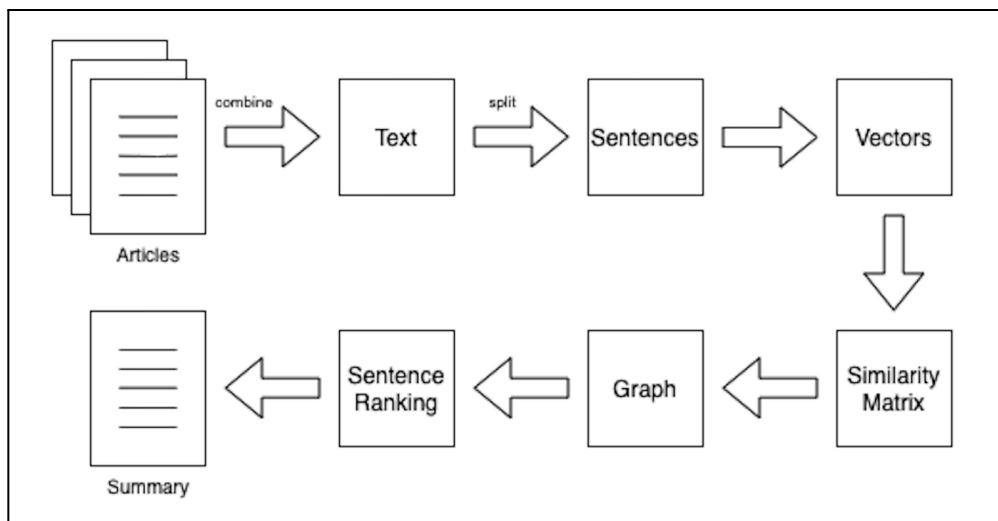 combine
split
Text
Sentences
Vectors
Articles
Similarity
Matrix
Graph
Sentence
Ranking
Summary